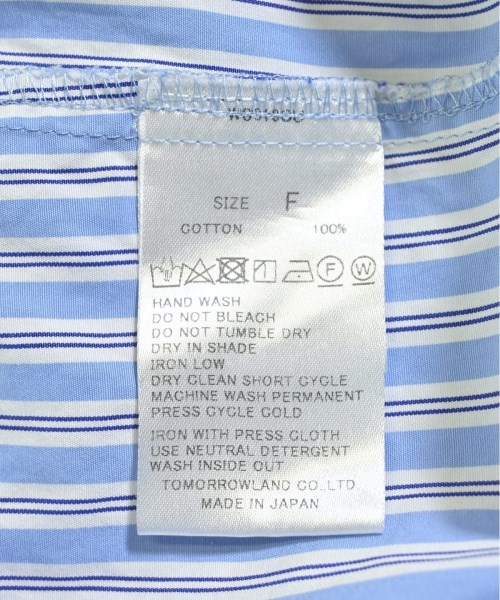 SIZE F
COTTON 100%
F W
HAND WASH
DO NOT BLEACH
DO NOT TUMBLE DRY
DRY IN SHADE
IRON LOW
DRY CLEAN SHORT CYCLE
MACHINE WASH PERMANENT
PRESS CYCLE COLD
IRON WITH PRESS CLOTH
USE NEUTRAL DETERGENT
WASH INSIDE OUT
TOMORROWLAND CO.,LTD
MADE IN JAPAN